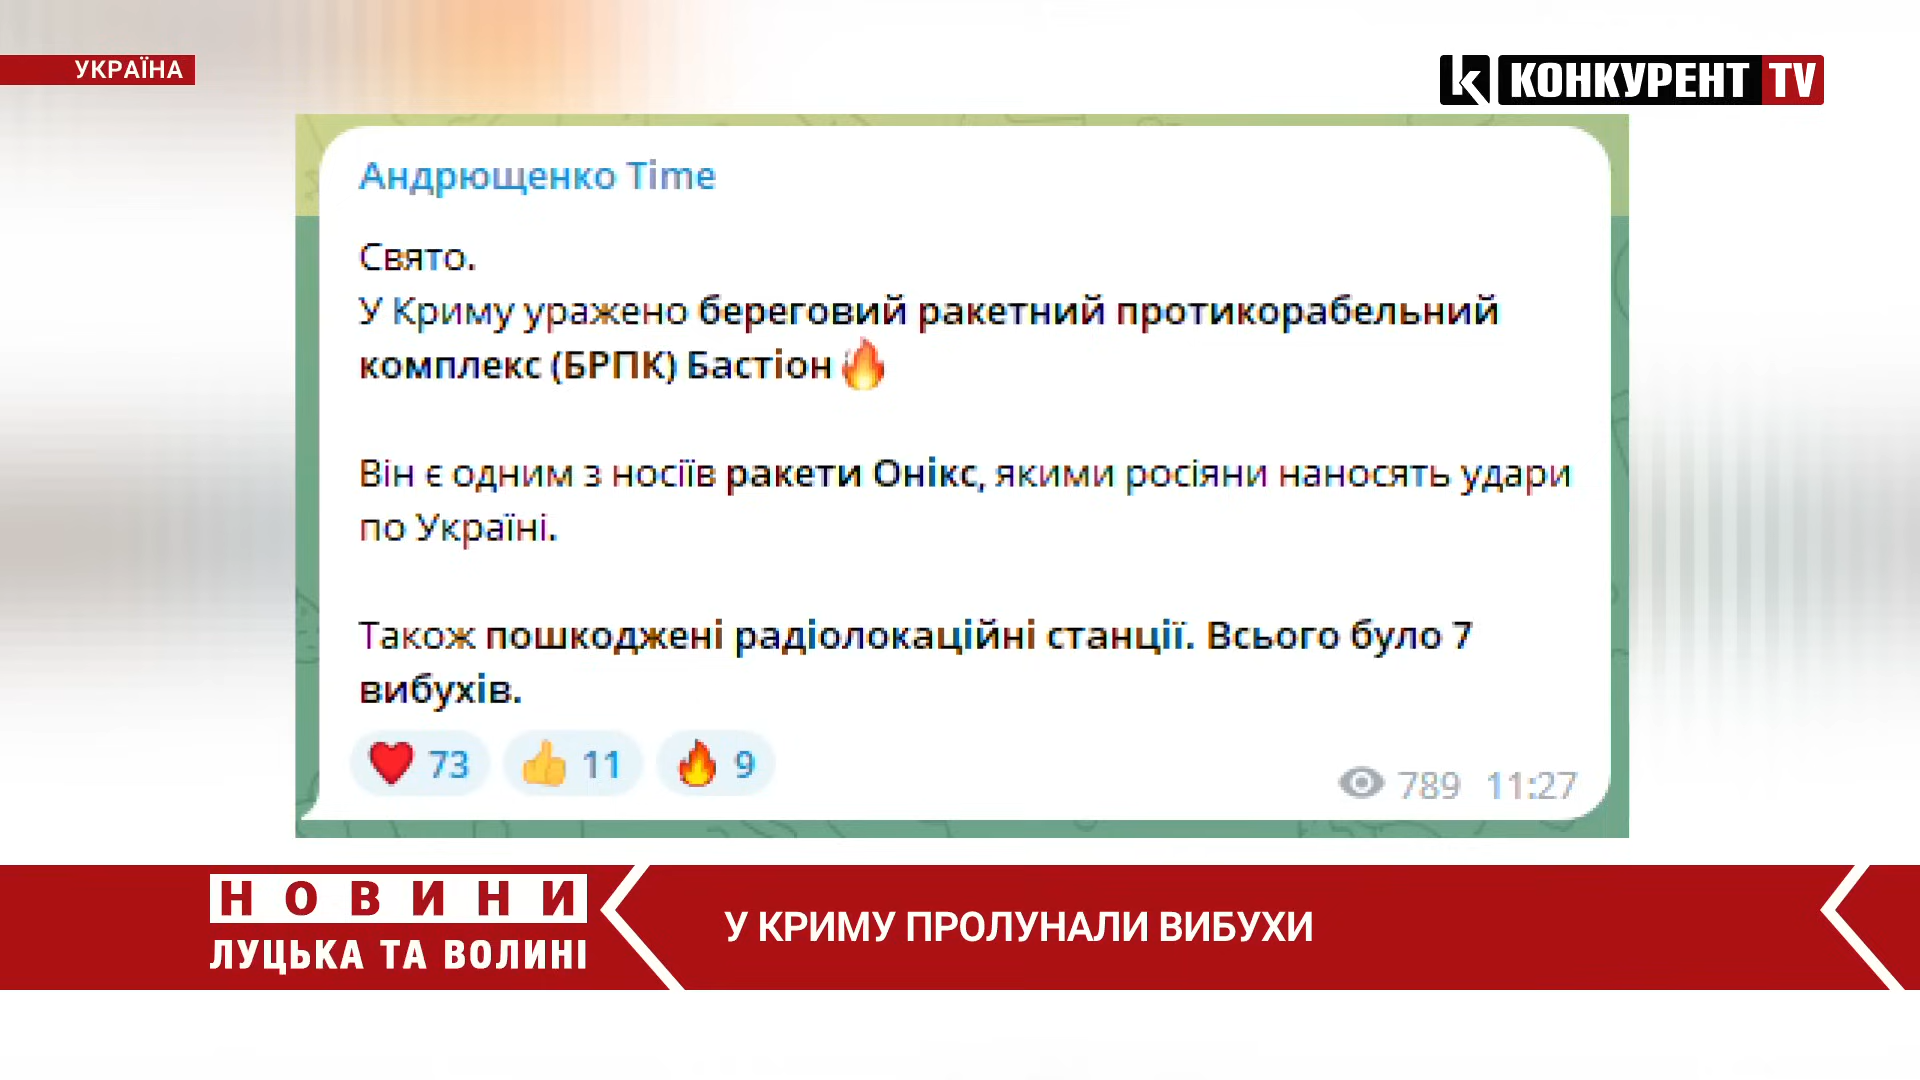 УКРАЇНА
k КОНКУРЕНТ TV
Андрющенко Time
Свято.
У Криму уражено береговий ракетний протикорабельний
комплекс (БРПК) Бастіон🔥
Він є одним з носіїв ракети Онікс, якими росіяни наносять удари
по Україні.
Також пошкоджені радіолокаційні станції. Всього було 7
вибухів.
❤️ 73 👍 11 🔥 9
789 11:27
НОВИНИ
ЛУЦЬКА ТА ВОЛИНІ
У КРИМУ ПРОЛУНАЛИ ВИБУХИ